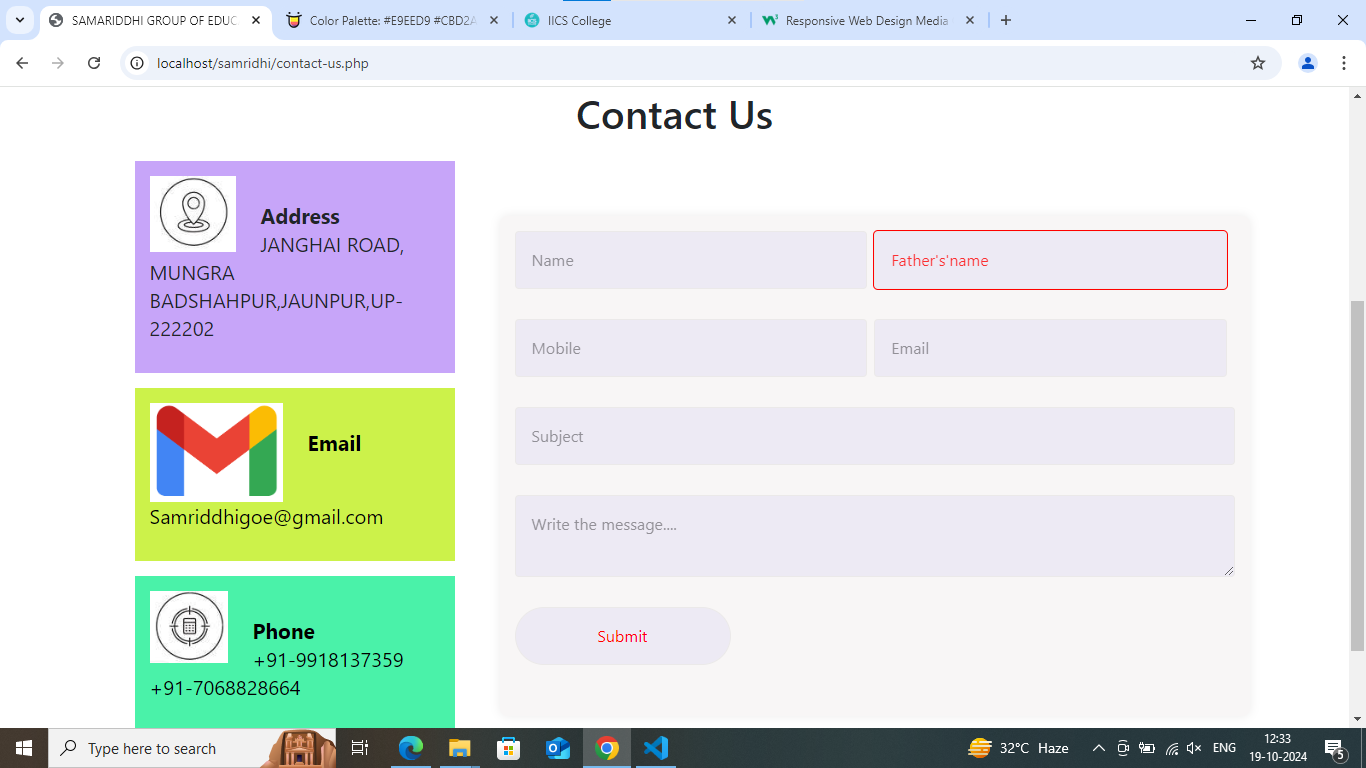 SAMARIDDHI GROUP OF EDUC
Color Palette: #E9EED9 #CBD2A
IICS College
Responsive Web Design Media
localhost/samridhi/contact-us.php
Contact Us
Address
JANGHAI ROAD,
MUNGRA
BADSHAHPUR,JAUNPUR,UP-
222202
Email
Samriddhigoe@gmail.com
Phone
+91-9918137359
+91-7068828664
Name
Father's'name
Mobile
Email
Subject
Write the message....
Submit
Type here to search
32°C Haze
ENG
12:33
19-10-2024
5